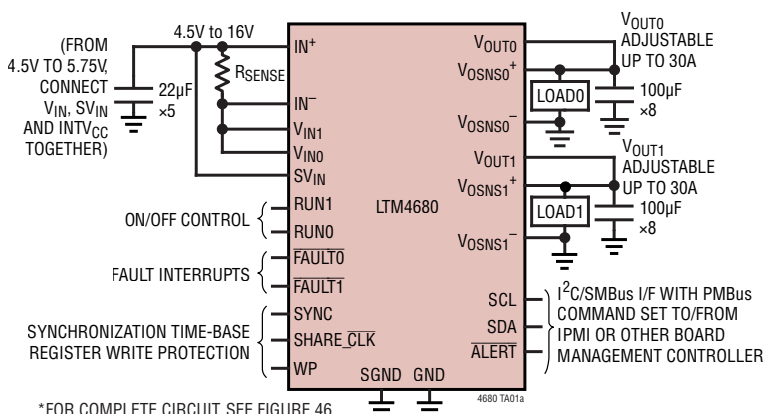 4.5V to 16V
(FROM
4.5V TO 5.75V,
CONNECT
VIN, SVIN
AND INTVCC
TOGETHER)
22µF
×5
RSENSE
IN+
IN–
VIN1
VIN0
SVIN
RUN1
RUN0
FAULT0
FAULT1
SYNC
SHARE_CLK
WP
ON/OFF CONTROL
FAULT INTERRUPTS
SYNCHRONIZATION TIME-BASE
REGISTER WRITE PROTECTION
LTM4680
SGND GND
VOUT0
VOSNS0+
VOSNS0–
VOUT1
VOSNS1+
VOSNS1–
SCL
SDA
ALERT
VOUT0
ADJUSTABLE
UP TO 30A
LOAD0
100µF
×8
VOUT1
ADJUSTABLE
UP TO 30A
LOAD1
100µF
×8
I2C/SMBus I/F WITH PMBus
COMMAND SET TO/FROM
IPMI OR OTHER BOARD
MANAGEMENT CONTROLLER
4680 TA01a
*FOR COMPLETE CIRCUIT, SEE FIGURE 46